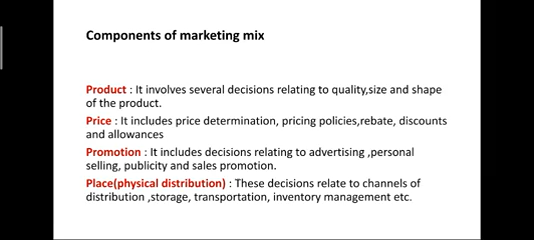 Components of marketing mix
Product : It involves several decisions relating to quality,size and shape
of the product.
Price : It includes price determination, pricing policies,rebate, discounts
and allowances
Promotion : It includes decisions relating to advertising ,personal
selling, publicity and sales promotion.
Place(physical distribution) : These decisions relate to channels of
distribution ,storage, transportation, inventory management etc.